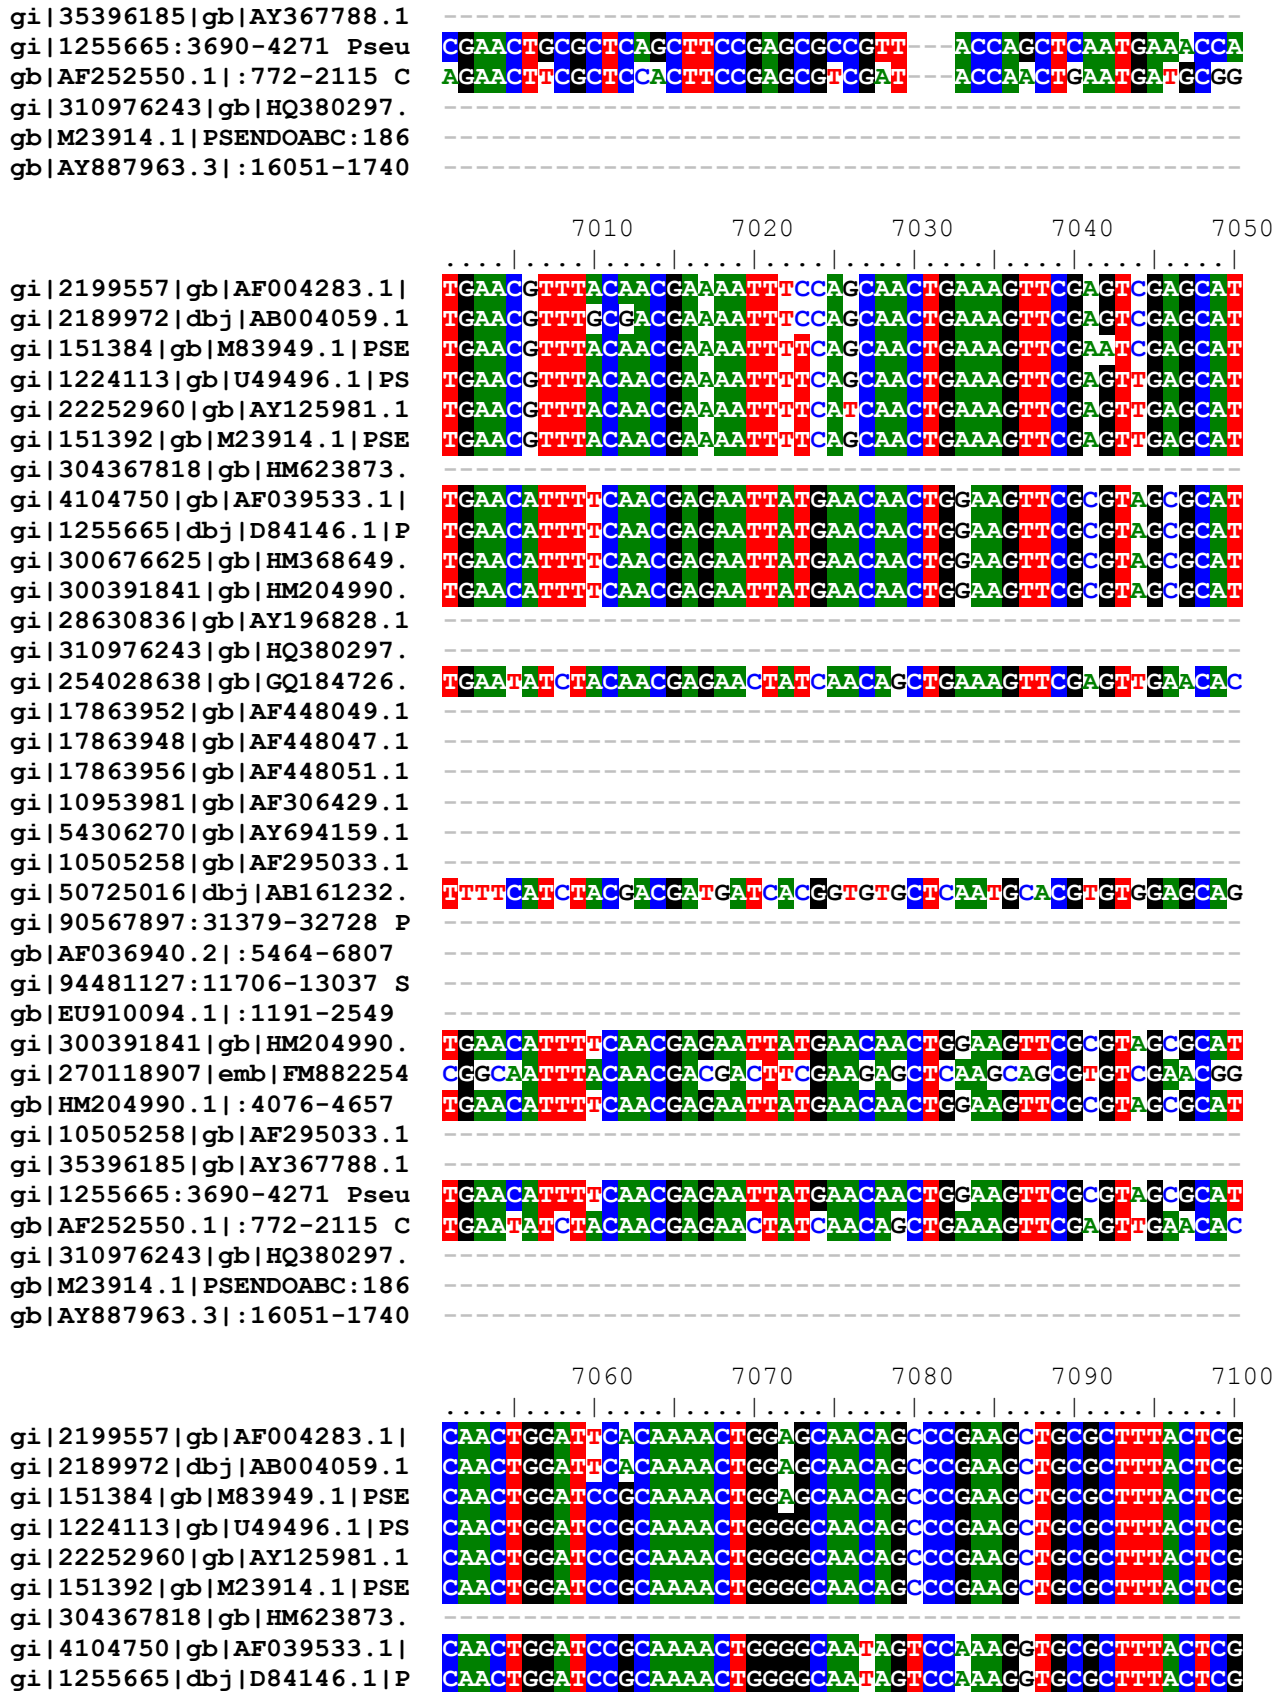 gi|35396185|gb|AY367788.1 --------------------------------------------------
gi|1255665:3690-4271 Pseu CGAACTGCGCTCAGCTTCCGAGCGCCGTT---ACCAGCTCAATGAAACCA
gb|AF252550.1|:772-2115 C AGAACTTCGCTCCACTTCCGAGCGTCGAT---ACCAACTGAATGATGCGG
gi|310976243|gb|HQ380297. --------------------------------------------------
gb|M23914.1|PSENDOABC:186 --------------------------------------------------
gb|AY887963.3|:16051-1740 --------------------------------------------------
7010 7020 7030 7040 7050
....|....|....|....|....|....|....|....|....|....|
gi|2199557|gb|AF004283.1| TGAACGTTTACAACGAAAATTTCCAGCAACTGAAAGTTCGAGTCGAGCAT
gi|2189972|dbj|AB004059.1 TGAACGTTTGCGACGAAAATTTCCAGCAACTGAAAGTTCGAGTCGAGCAT
gi|151384|gb|M83949.1|PSE TGAACGTTTACAACGAAAATTTTCAGCAACTGAAAGTTCGAATCGAGCAT
gi|1224113|gb|U49496.1|PS TGAACGTTTACAACGAAAATTTTCAGCAACTGAAAGTTCGAGTTGAGCAT
gi|22252960|gb|AY125981.1 TGAACGTTTACAACGAAAATTTTCATCAACTGAAAGTTCGAGTTGAGCAT
gi|151392|gb|M23914.1|PSE TGAACGTTTACAACGAAAATTTTCAGCAACTGAAAGTTCGAGTTGAGCAT
gi|304367818|gb|HM623873. --------------------------------------------------
gi|4104750|gb|AF039533.1| TGAACATTTTCAACGAGAATTATGAACAACTGGAAGTTCGCGTAGCGCAT
gi|1255665|dbj|D84146.1|P TGAACATTTTCAACGAGAATTATGAACAACTGGAAGTTCGCGTAGCGCAT
gi|300676625|gb|HM368649. TGAACATTTTCAACGAGAATTATGAACAACTGGAAGTTCGCGTAGCGCAT
gi|300391841|gb|HM204990. TGAACATTTTCAACGAGAATTATGAACAACTGGAAGTTCGCGTAGCGCAT
gi|28630836|gb|AY196828.1 --------------------------------------------------
gi|310976243|gb|HQ380297. --------------------------------------------------
gi|254028638|gb|GQ184726. TGAATATCTACAACGAGAACTATCAACAGCTGAAAGTTCGAGTTGAACAC
gi|17863952|gb|AF448049.1 --------------------------------------------------
gi|17863948|gb|AF448047.1 --------------------------------------------------
gi|17863956|gb|AF448051.1 --------------------------------------------------
gi|10953981|gb|AF306429.1 --------------------------------------------------
gi|54306270|gb|AY694159.1 --------------------------------------------------
gi|10505258|gb|AF295033.1 --------------------------------------------------
gi|50725016|dbj|AB161232. TTTTCATCTACGACGATGATCACGGTGTGCTCAATGCACGTGTGGAGCAG
gi|90567897:31379-32728 P --------------------------------------------------
gb|AF036940.2|:5464-6807 --------------------------------------------------
gi|94481127:11706-13037 S --------------------------------------------------
gb|EU910094.1|:1191-2549 --------------------------------------------------
gi|300391841|gb|HM204990. TGAACATTTTCAACGAGAATTATGAACAACTGGAAGTTCGCGTAGCGCAT
gi|270118907|emb|FM882254 CGGCAATTTACAACGACGACTTCGAAGAGCTCAAGCAGCGTGTCGAACGG
gb|HM204990.1|:4076-4657 TGAACATTTTCAACGAGAATTATGAACAACTGGAAGTTCGCGTAGCGCAT
gi|10505258|gb|AF295033.1 --------------------------------------------------
gi|35396185|gb|AY367788.1 --------------------------------------------------
gi|1255665:3690-4271 Pseu TGAACATTTTCAACGAGAATTATGAACAACTGGAAGTTCGCGTAGCGCAT
gb|AF252550.1|:772-2115 C TGAATATCTACAACGAGAACTATCAACAGCTGAAAGTTCGAGTTGAACAC
gi|310976243|gb|HQ380297. --------------------------------------------------
gb|M23914.1|PSENDOABC:186 --------------------------------------------------
gb|AY887963.3|:16051-1740 --------------------------------------------------
7060 7070 7080 7090 7100
....|....|....|....|....|....|....|....|....|....|
gi|2199557|gb|AF004283.1| CAACTGGATTCACAAAACTGGAGCAACAGCCCGAAGCTGCGCTTTACTCG
gi|2189972|dbj|AB004059.1 CAACTGGATTCACAAAACTGGAGCAACAGCCCGAAGCTGCGCTTTACTCG
gi|151384|gb|M83949.1|PSE CAACTGGATCCGCAAAACTGGAGCAACAGCCCGAAGCTGCGCTTTACTCG
gi|1224113|gb|U49496.1|PS CAACTGGATCCGCAAAACTGGGGCAACAGCCCGAAGCTGCGCTTTACTCG
gi|22252960|gb|AY125981.1 CAACTGGATCCGCAAAACTGGGGCAACAGCCCGAAGCTGCGCTTTACTCG
gi|151392|gb|M23914.1|PSE CAACTGGATCCGCAAAACTGGGGCAACAGCCCGAAGCTGCGCTTTACTCG
gi|304367818|gb|HM623873. --------------------------------------------------
gi|4104750|gb|AF039533.1| CAACTGGATCCGCAAAACTGGGGCAATAGTCCAAAGGTGCGCTTTACTCG
gi|1255665|dbj|D84146.1|P CAACTGGATCCGCAAAACTGGGGCAATAGTCCAAAGGTGCGCTTTACTCG